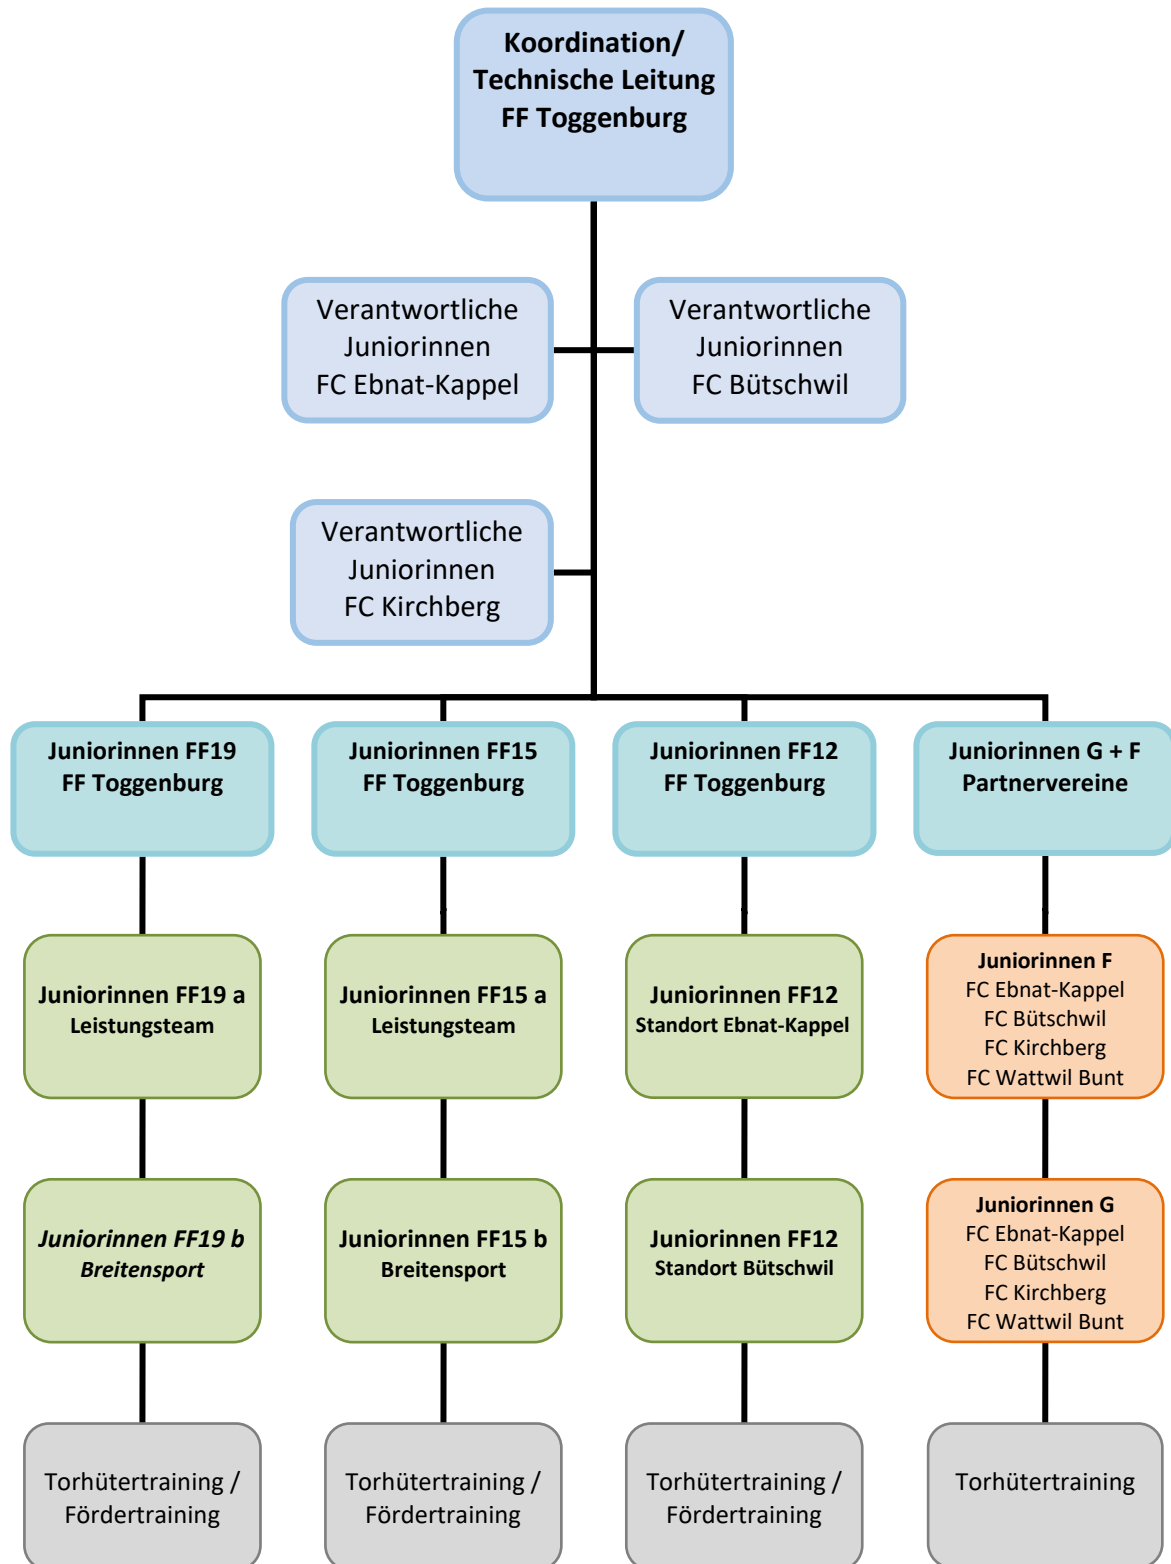 Koordination/
Technische Leitung
FF Toggenburg
Verantwortliche
Juniorinnen
FC Ebnat-Kappel
Verantwortliche
Juniorinnen
FC Bütschwil
Verantwortliche
Juniorinnen
FC Kirchberg
Juniorinnen FF19
FF Toggenburg
Juniorinnen FF15
FF Toggenburg
Juniorinnen FF12
FF Toggenburg
Juniorinnen G + F
Partnervereine
Juniorinnen FF19 a
Leistungsteam
Juniorinnen FF15 a
Leistungsteam
Juniorinnen FF12
Standort Ebnat-Kappel
Juniorinnen F
FC Ebnat-Kappel
FC Bütschwil
FC Kirchberg
FC Wattwil Bunt
Juniorinnen FF19 b
Breitensport
Juniorinnen FF15 b
Breitensport
Juniorinnen FF12
Standort Bütschwil
Juniorinnen G
FC Ebnat-Kappel
FC Bütschwil
FC Kirchberg
FC Wattwil Bunt
Torhütertraining /
Fördertraining
Torhütertraining /
Fördertraining
Torhütertraining /
Fördertraining
Torhütertraining